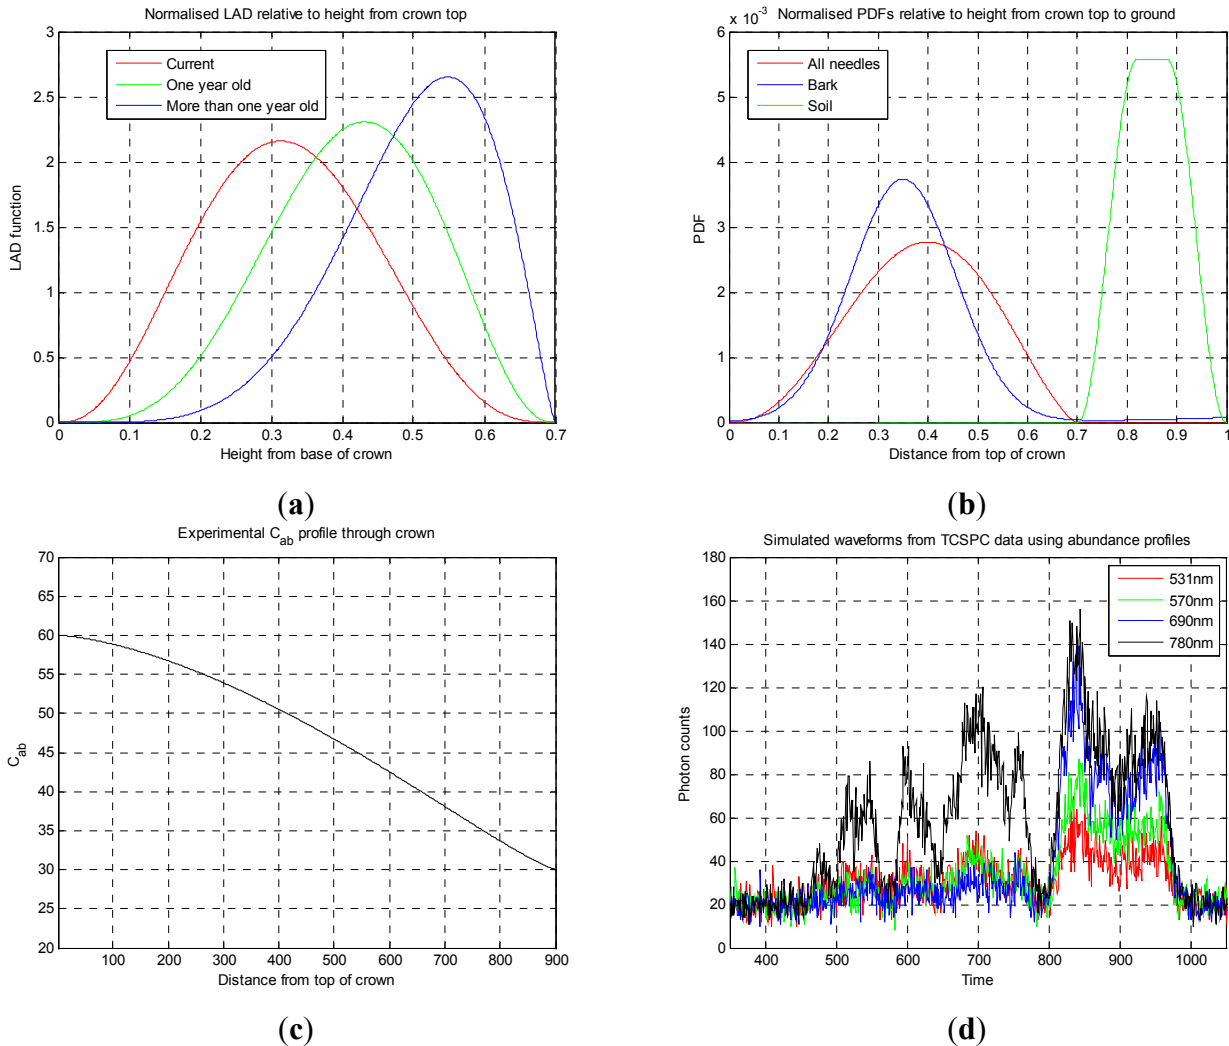 Normalised LAD relative to height from crown top
3
2.5
2
1.5
1
0.5
0
LAD function
Current
One year old
More than one year old
0 0.1 0.2 0.3 0.4 0.5 0.6 0.7
Height from base of crown
(a)
Normalised PDFs relative to height from crown top to ground
x 10^-3
6
5
4
3
2
1
0
PDF
All needles
Bark
Soil
0 0.1 0.2 0.3 0.4 0.5 0.6 0.7 0.8 0.9 1
Distance from top of crown
(b)
Experimental C_ab profile through crown
70
65
60
55
50
45
40
35
30
25
20
C_ab
100 200 300 400 500 600 700 800 900
Distance from top of crown
(c)
Simulated waveforms from TCSPC data using abundance profiles
180
160
140
120
100
80
60
40
20
0
Photon counts
531nm
570nm
690nm
780nm
400 500 600 700 800 900 1000
Time
(d)